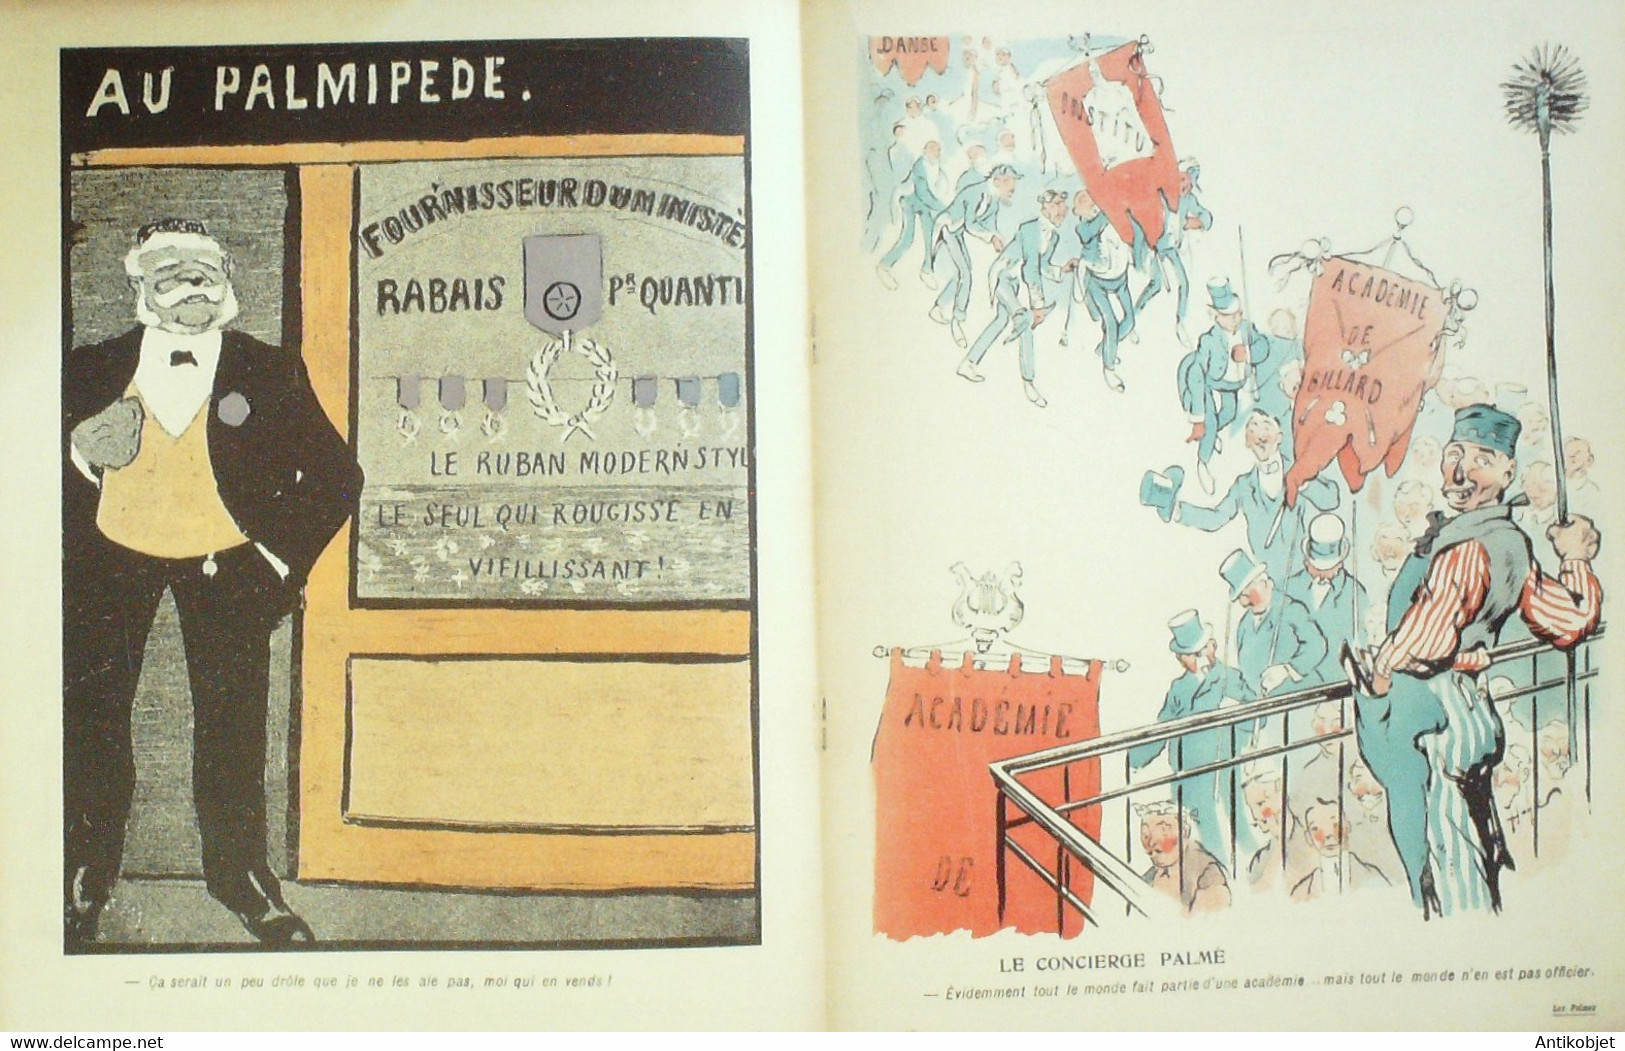 AU PALMIPEDE.
FOURNISSEUR DU MINISTÈ
RABAIS Pr QUANTI
LE RUBAN MODERN STYL
LE SEUL QUI ROUGISSE EN
VIEILLISSANT!
— Ça serait un peu drôle que je ne les aie pas, moi qui en vends!
DANSE
INSTITUT
ACADÉMIE
DE
BILLARD
ACADÉMIE
DE
LE CONCIERGE PALMÉ
— Évidemment tout le monde fait partie d'une académie... mais tout le monde n'en est pas officier.
Les Palmes
Antikobjet